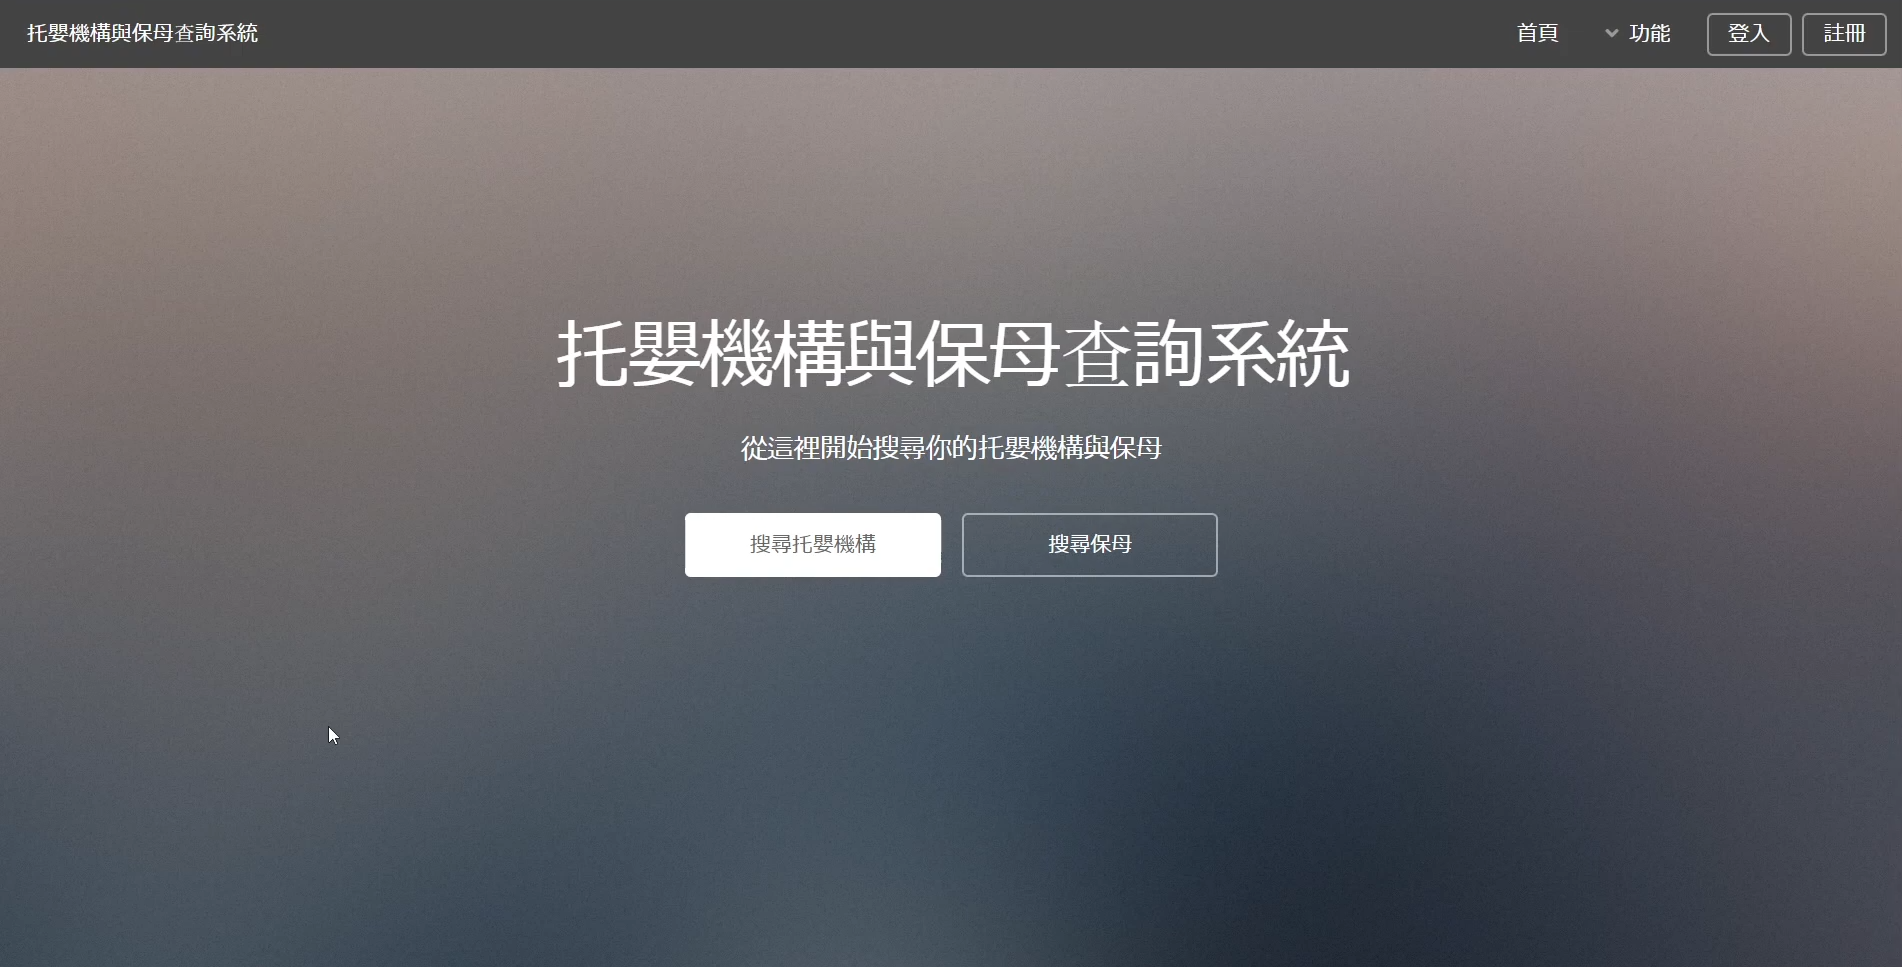 托嬰機構與保母查詢系統
首頁
功能
登入
註冊
托嬰機構與保母查詢系統
從這裡開始搜尋你的托嬰機構與保母
搜尋托嬰機構
搜尋保母